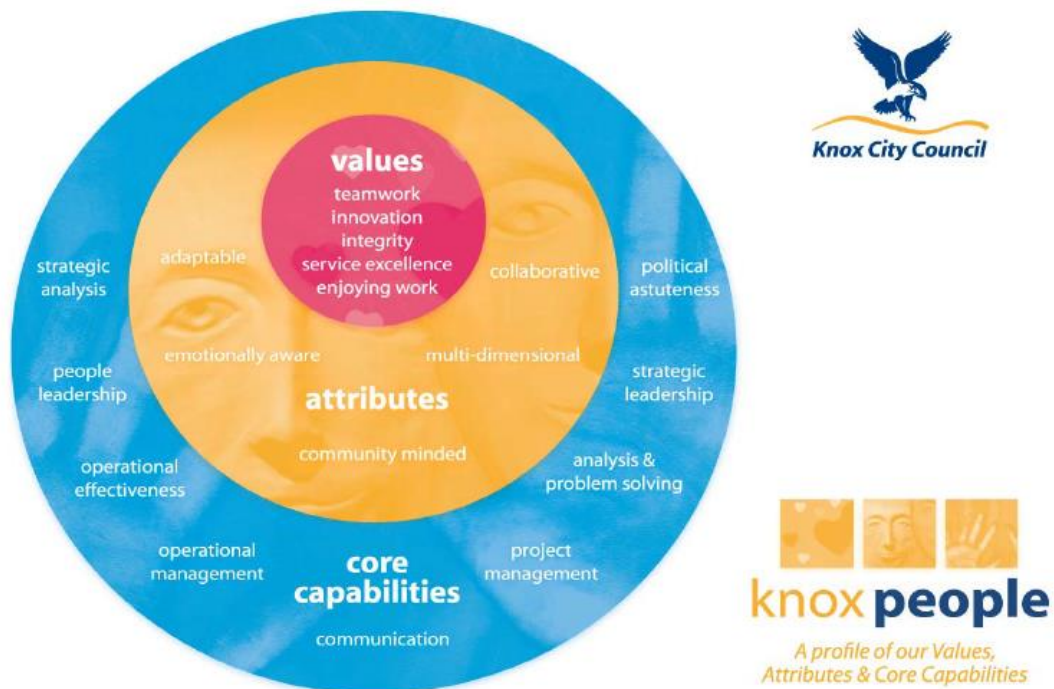 values
teamwork
innovation
integrity
service excellence
enjoying work
adaptable
collaborative
emotionally aware
multi-dimensional
attributes
community minded
strategic
analysis
political
astuteness
people
leadership
strategic
leadership
operational
effectiveness
analysis &
problem solving
operational
management
project
management
core
capabilities
communication
Knox City Council
knox people
A profile of our Values,
Attributes & Core Capabilities